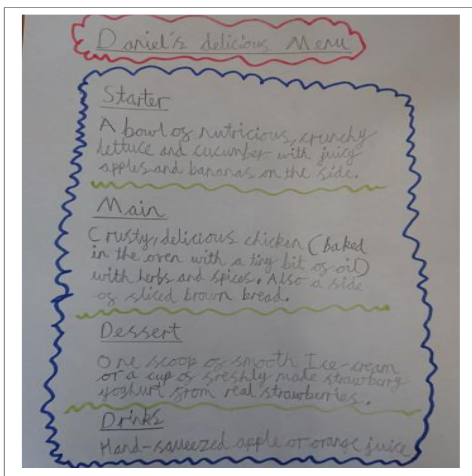 Daniel's delicious Menu
Starter
A bowl of nutricious, crunchy
lettuce and cucumber with juicy
apples and bananas on the side.
Main
Crusty, delicious chicken (baked
in the oven with a tiny bit of oil)
with herbs and spices. Also a side
of sliced brown bread.
Dessert
One scoop of smooth Ice-cream
or a cup of freshly made strawberry
yoghurt from real strawberries.
Drinks
Hand-squeezed apple or orange juice